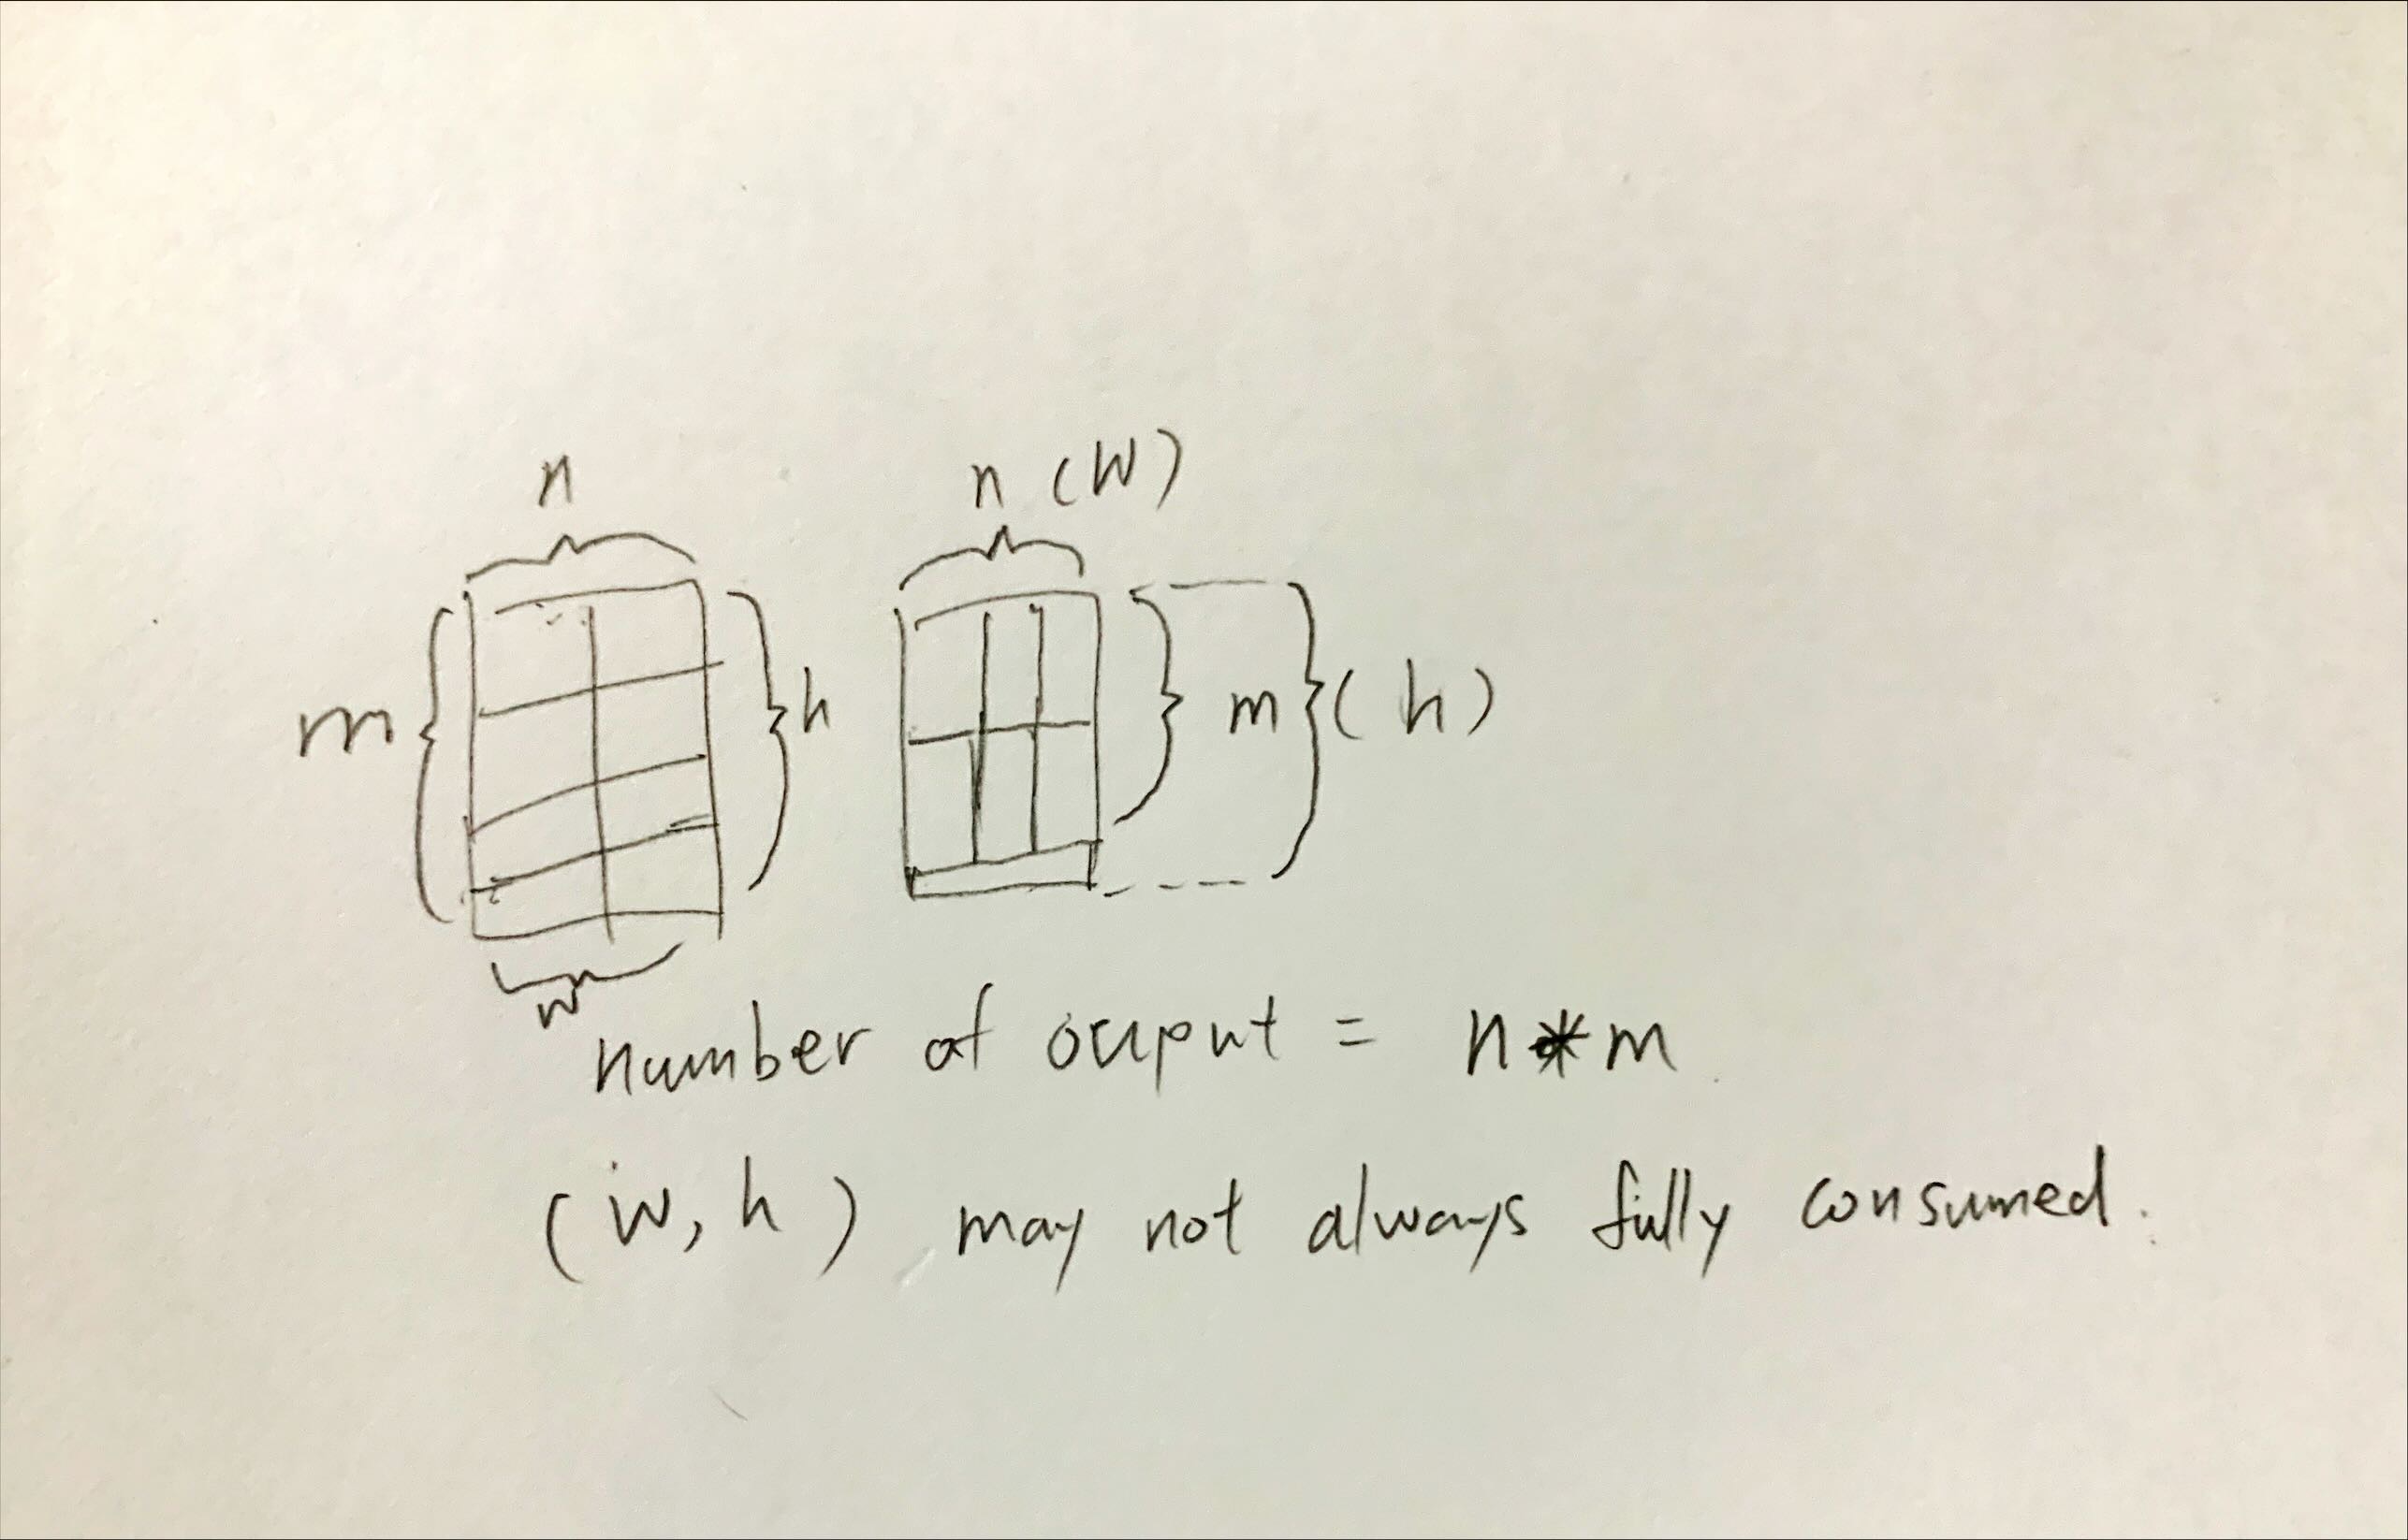 n
n (W)
m
h
m
( h )
w
number of ouput = n*m
(w, h) may not always fully consumed.